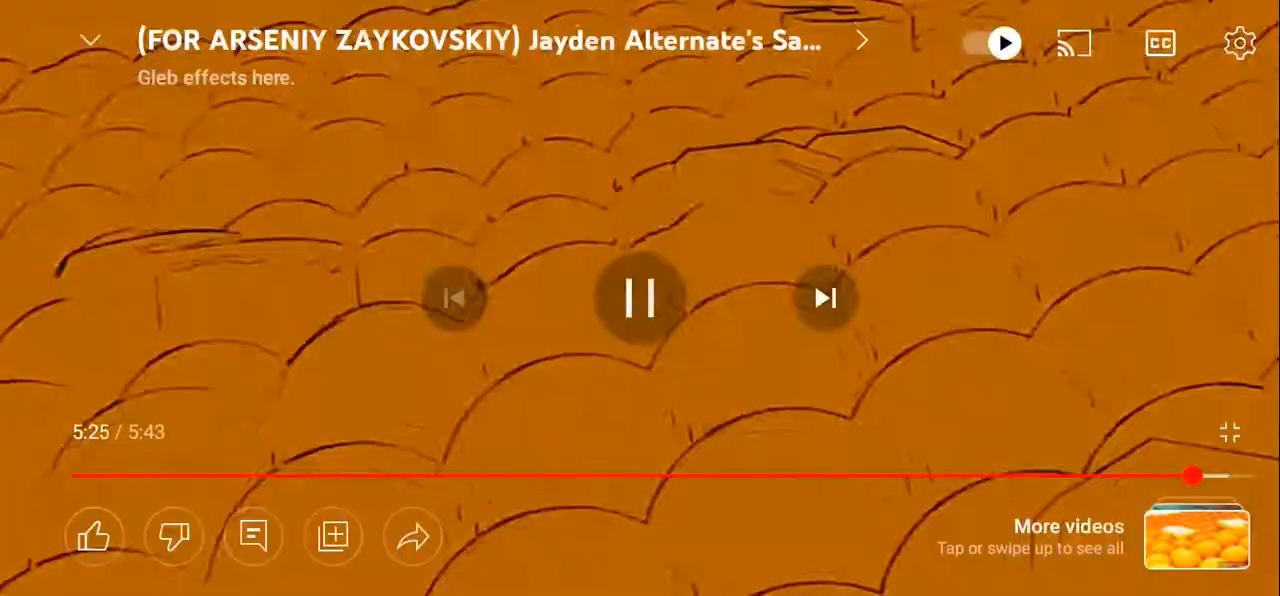 (FOR ARSENIY ZAYKOVSKIY) Jayden Alternate's Sa...
Gleb effects here.
CC
5:25 / 5:43
More videos
Tap or swipe up to see all